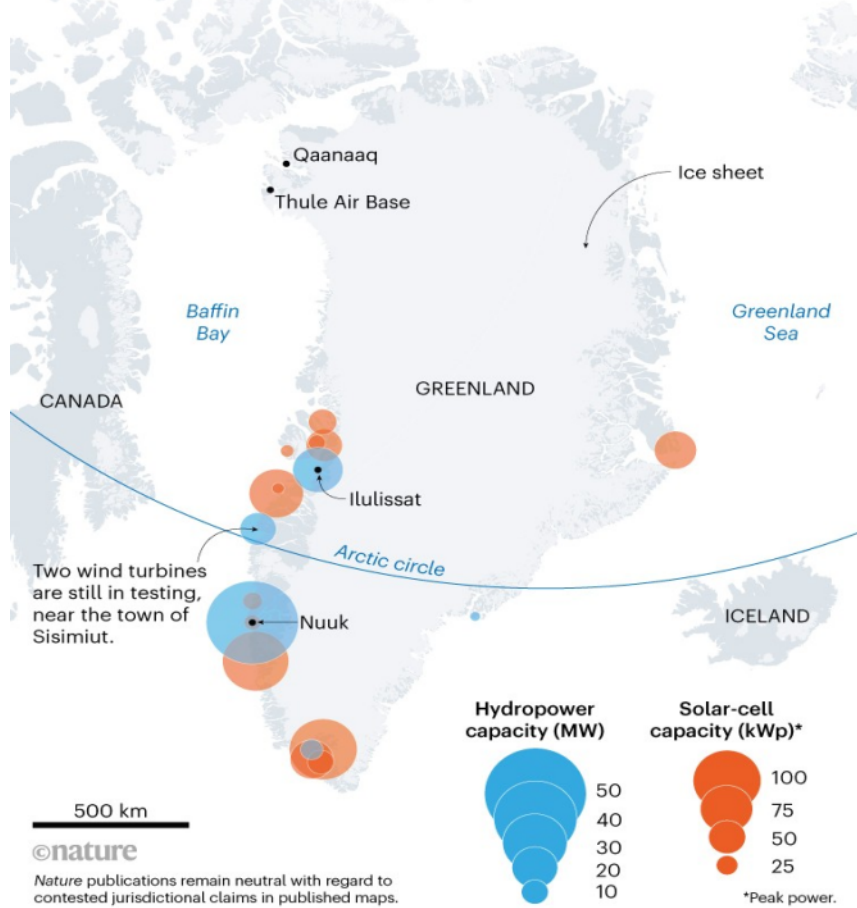 Qaanaaq
Thule Air Base
Ice sheet
Baffin
Bay
Greenland
Sea
CANADA
GREENLAND
Ilulissat
Arctic circle
Two wind turbines
are still in testing,
near the town of
Sisimiut.
Nuuk
ICELAND
Hydropower
capacity (MW)
50
40
30
20
10
Solar-cell
capacity (kWp)*
100
75
50
25
500 km
©nature
Nature publications remain neutral with regard to
contested jurisdictional claims in published maps.
*Peak power.